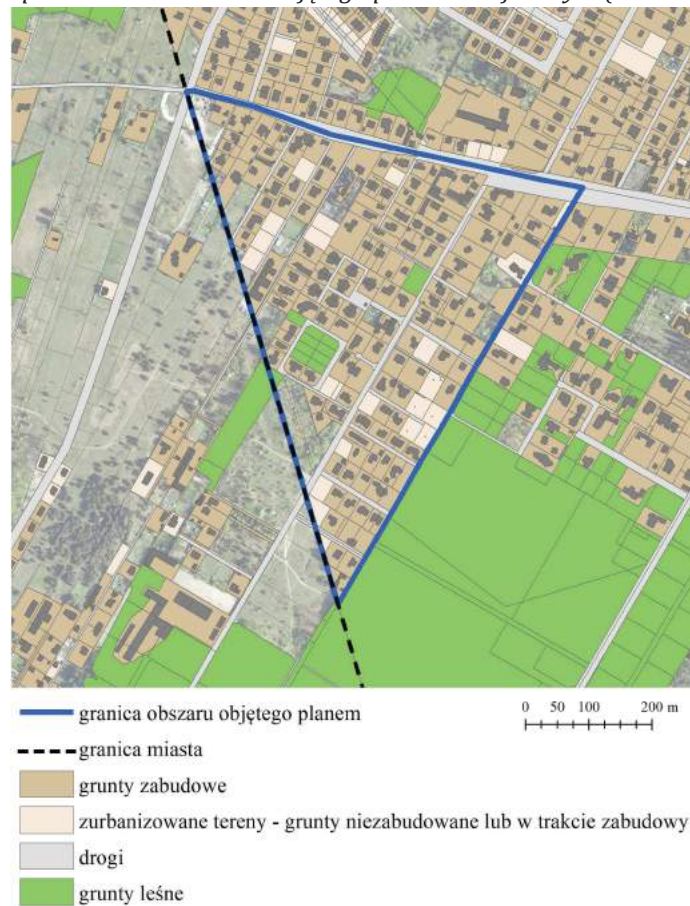 granica obszaru objętego planem
0 50 100 200 m
granica miasta
grunty zabudowe
zurbanizowane tereny - grunty niezabudowane lub w trakcie zabudowy
drogi
grunty leśne